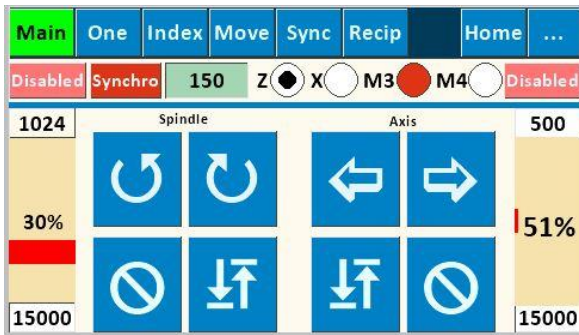 Main One Index Move Sync Recip Home ...
Disabled Synchro 150 Z X M3 M4 Disabled
1024 Spindle Axis 500
30% 51%
15000 15000